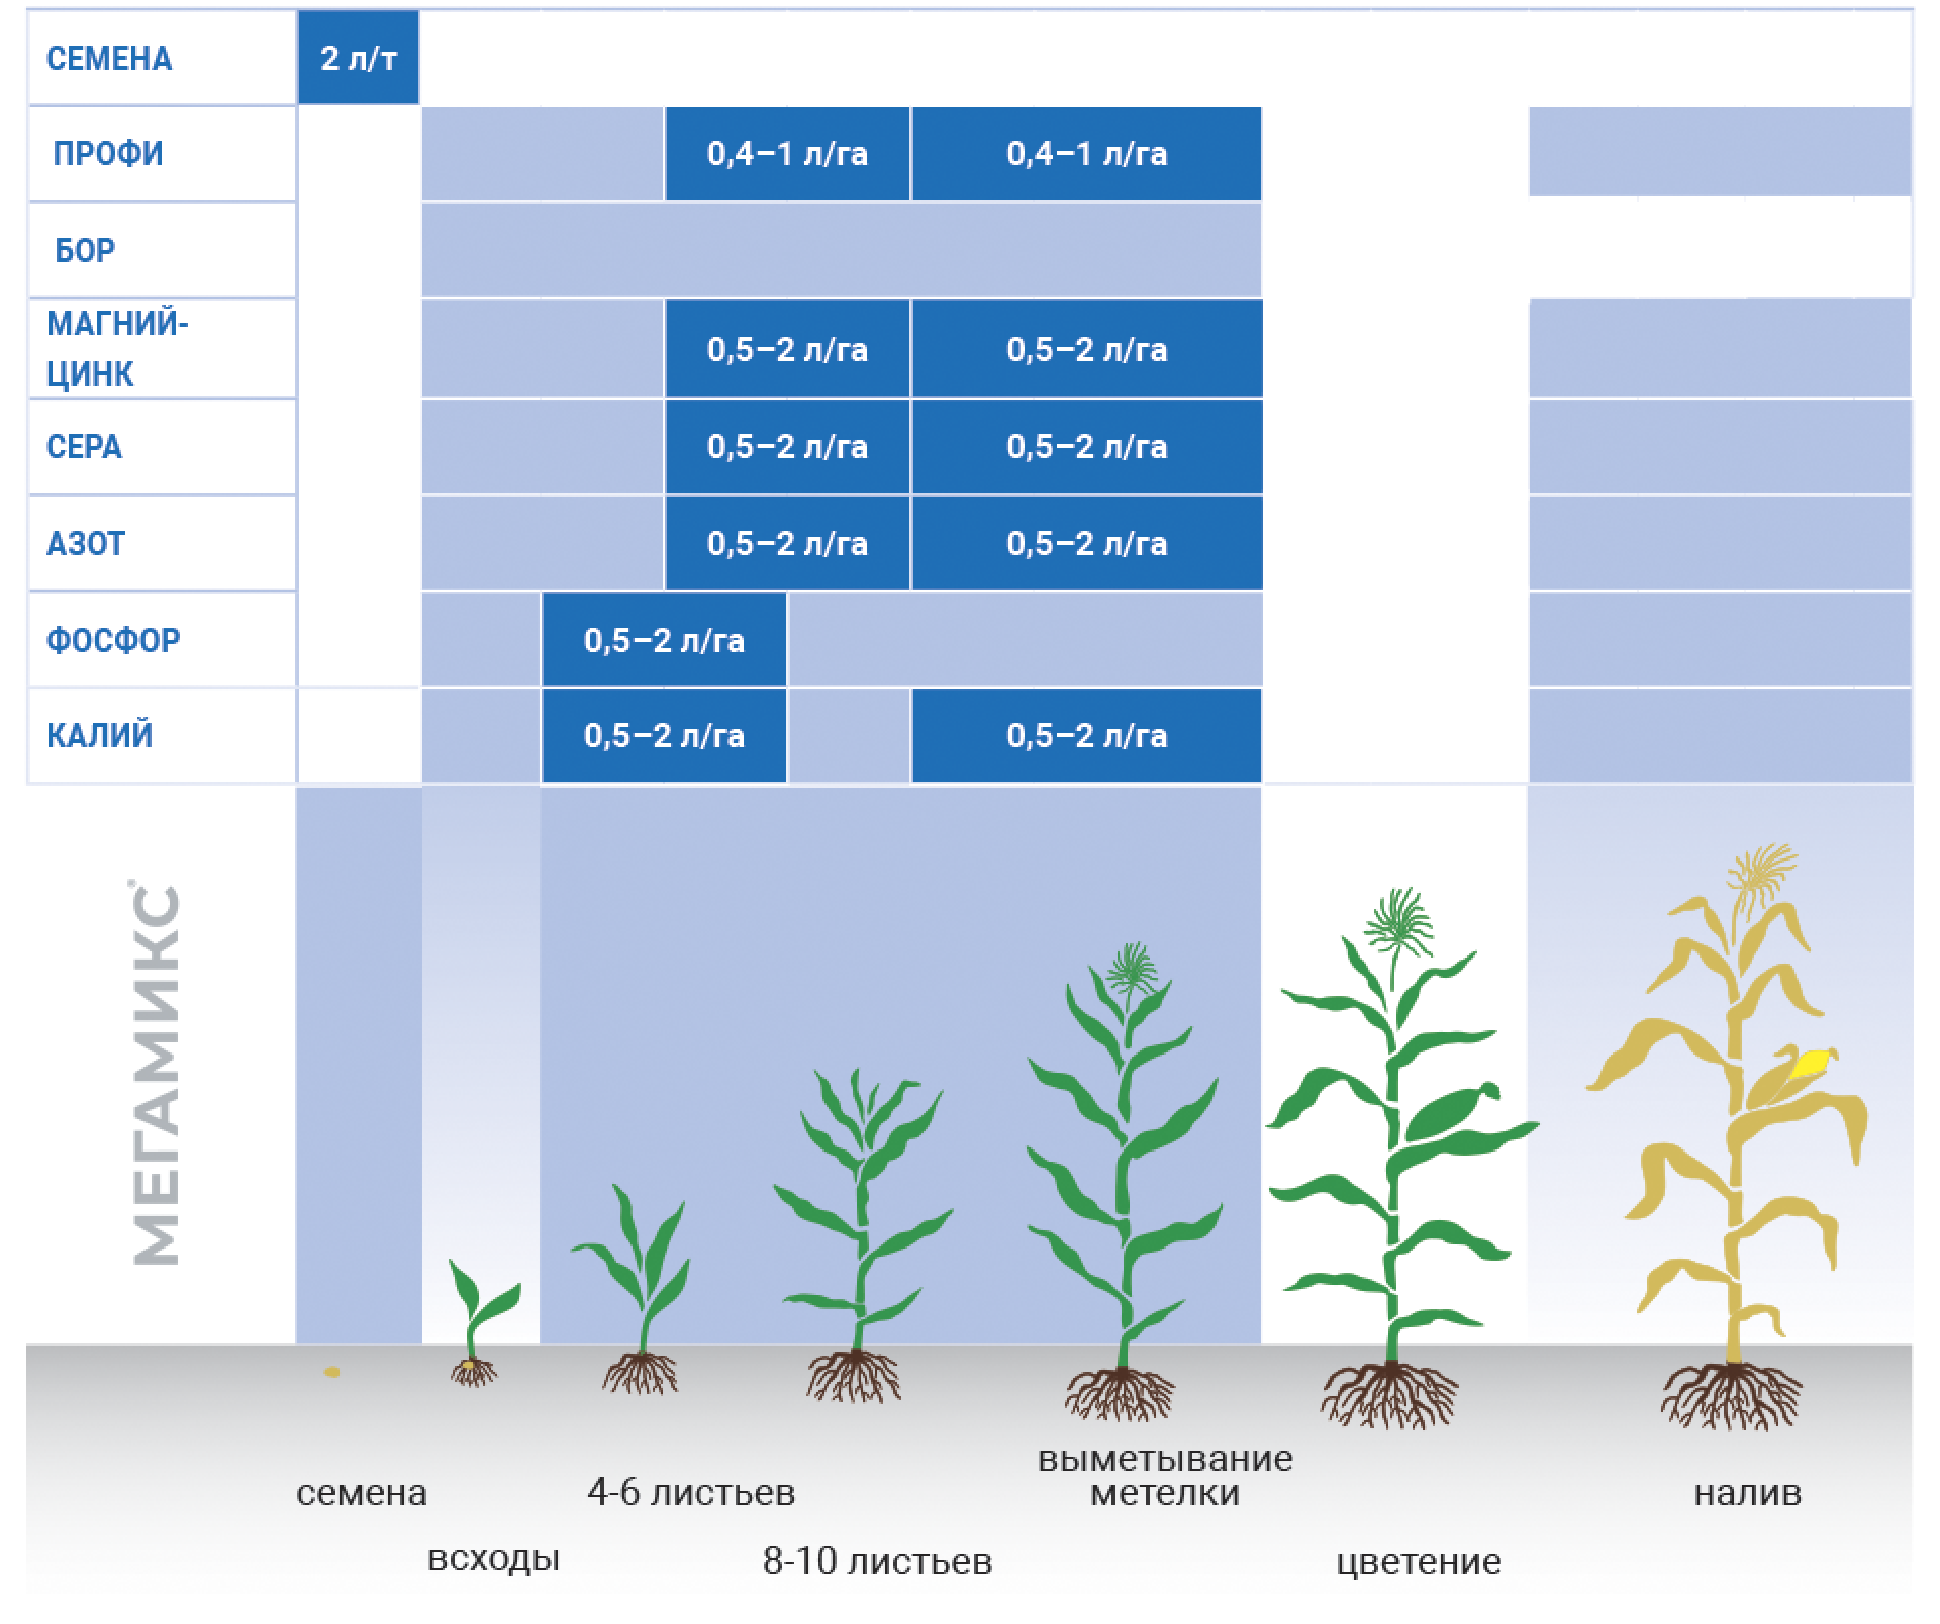 СЕМЕНА 2 л/т
ПРОФИ 0,4–1 л/га 0,4–1 л/га
БОР
МАГНИЙ-
ЦИНК 0,5–2 л/га 0,5–2 л/га
СЕРА 0,5–2 л/га 0,5–2 л/га
АЗОТ 0,5–2 л/га 0,5–2 л/га
ФОСФОР 0,5–2 л/га
КАЛИЙ 0,5–2 л/га 0,5–2 л/га
МЕГАМИКС
семена
всходы
4-6 листьев
8-10 листьев
выметывание
метелки
цветение
налив